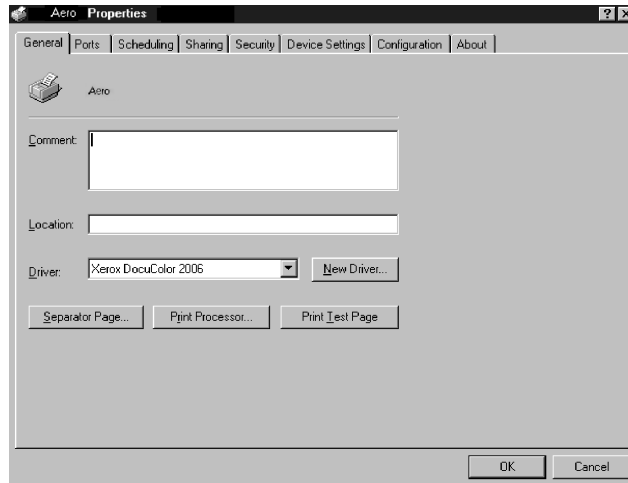 Aero Properties
General Ports Scheduling Sharing Security Device Settings Configuration About
Aero
Comment:
Location:
Driver: Xerox DocuColor 2006 New Driver...
Separator Page... Print Processor... Print Test Page
OK Cancel